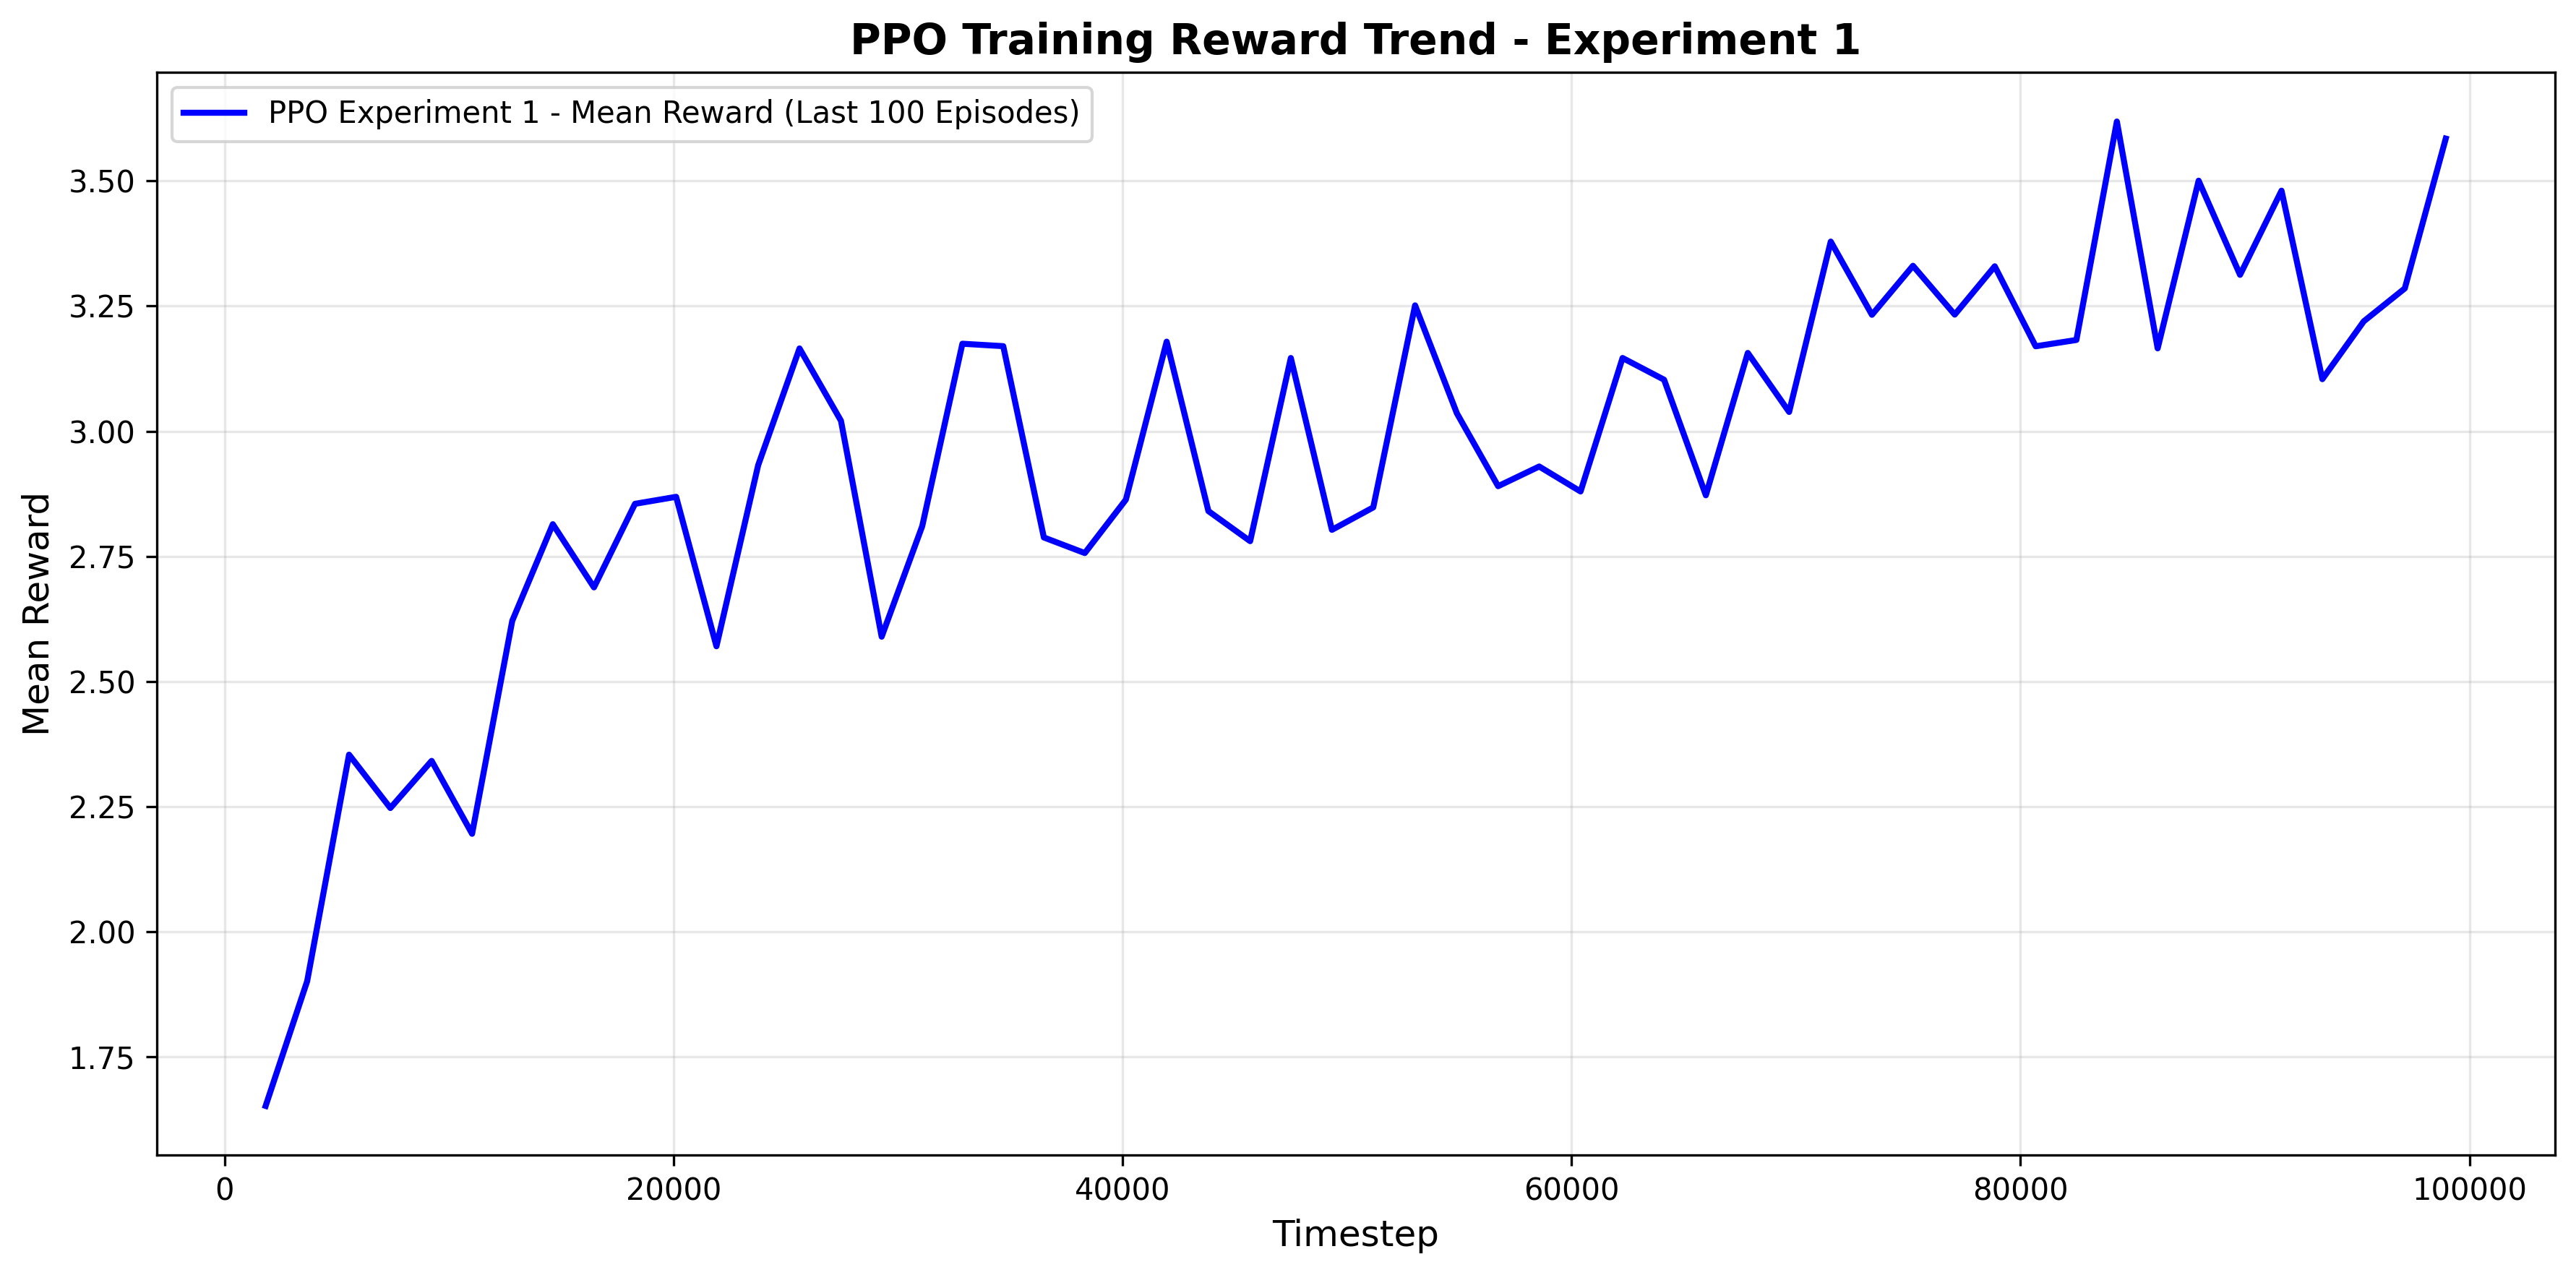 PPO Training Reward Trend - Experiment 1
PPO Experiment 1 - Mean Reward (Last 100 Episodes)
Mean Reward
3.50
3.25
3.00
2.75
2.50
2.25
2.00
1.75
0 20000 40000 60000 80000 100000
Timestep